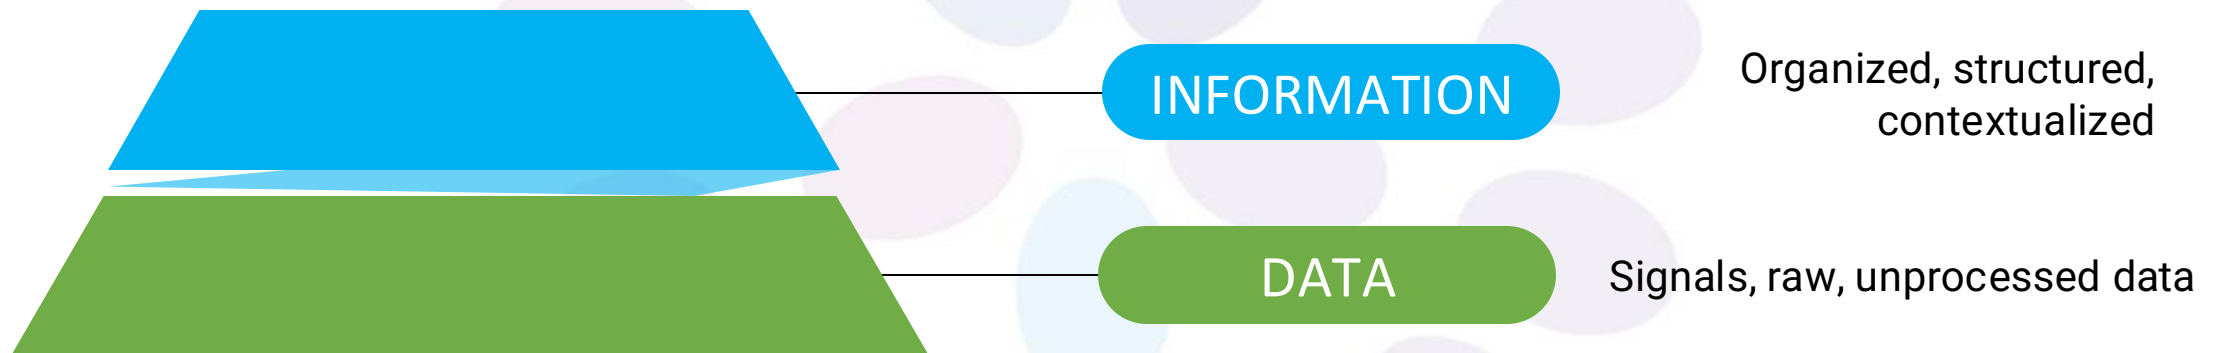 INFORMATION
Organized, structured,
contextualized
DATA
Signals, raw, unprocessed data